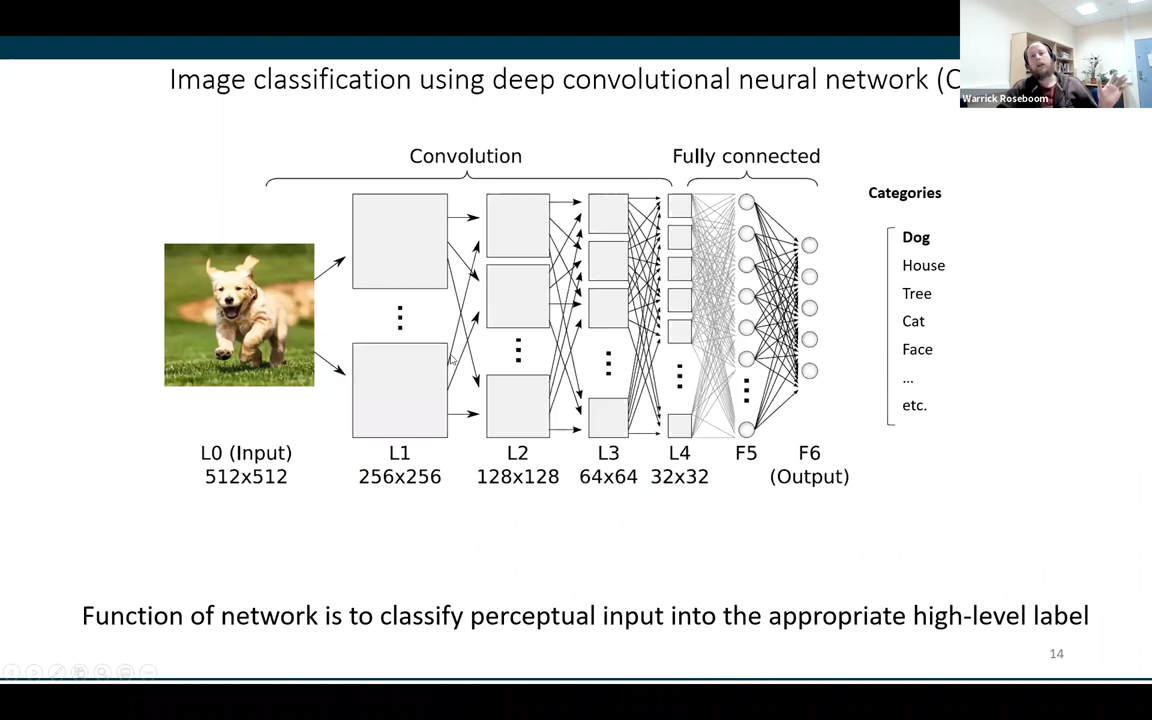 Image classification using deep convolutional neural network (C
Warrick Roseboom
Convolution
Fully connected
Categories
Dog
House
Tree
Cat
Face
...
etc.
L0 (Input)
512x512
L1
256x256
L2
128x128
L3
64x64
L4
32x32
F5
F6
(Output)
Function of network is to classify perceptual input into the appropriate high-level label
14